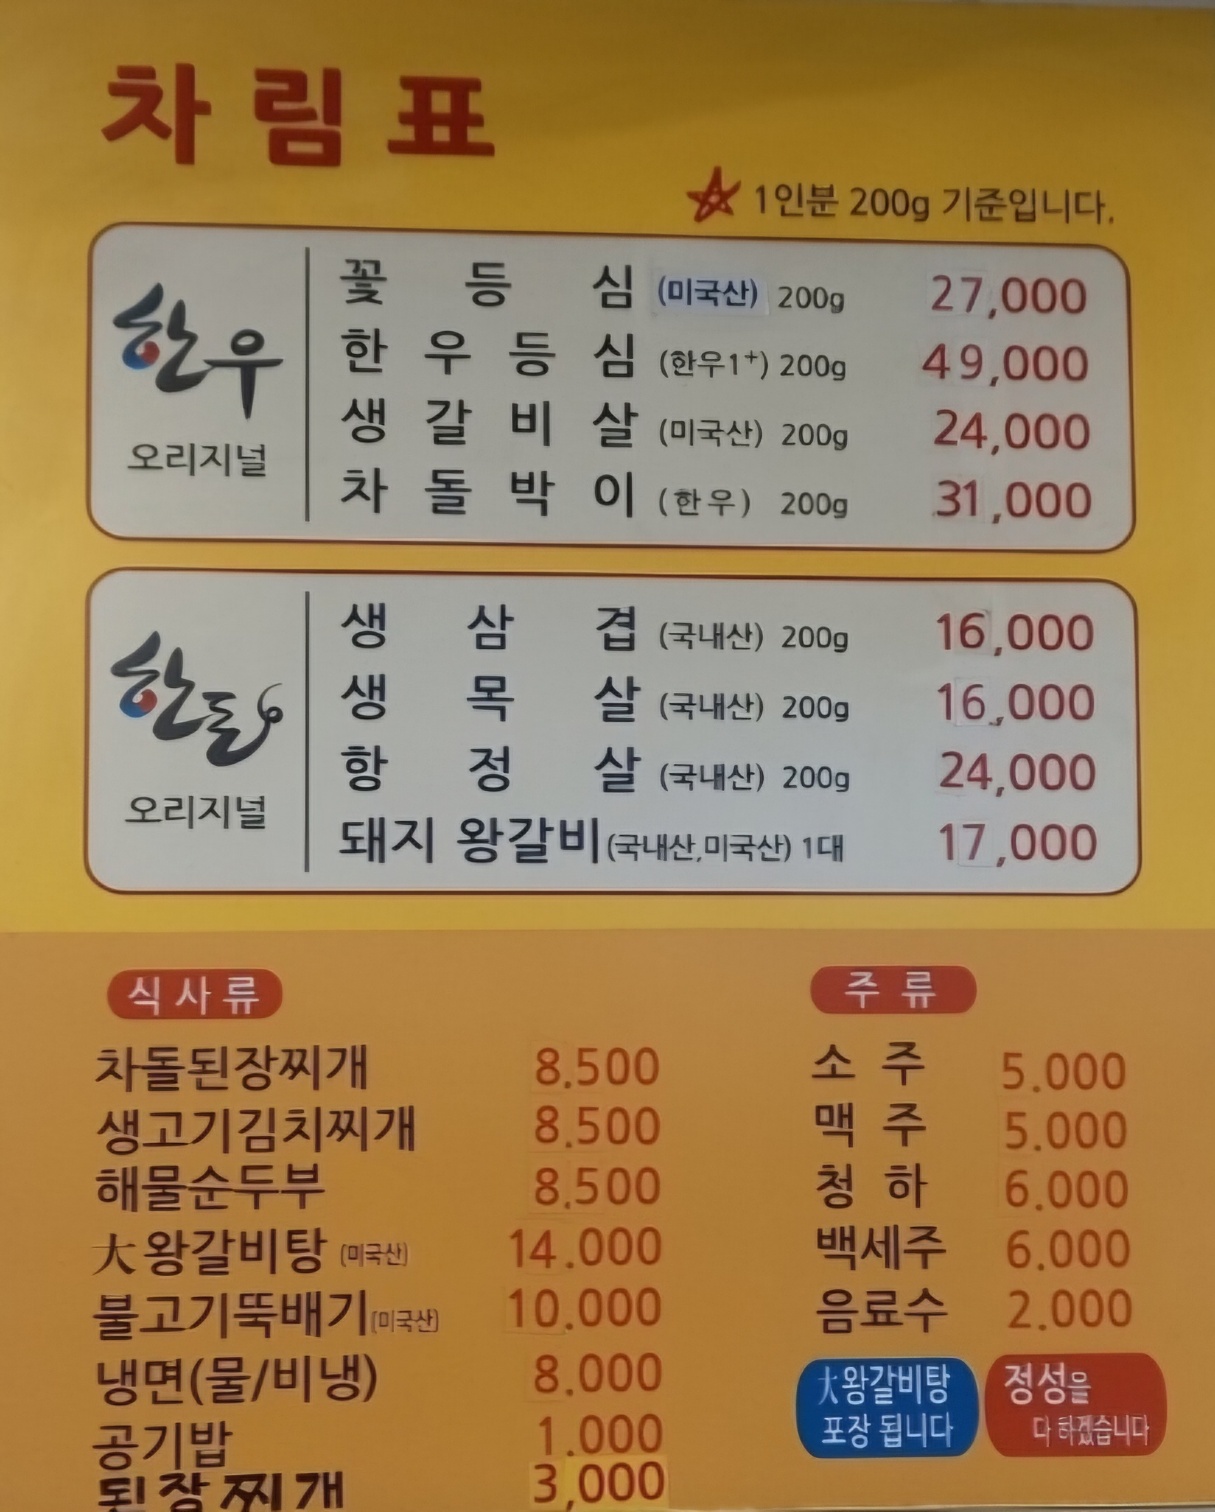 차림표
1인분 200g 기준입니다.
한우
오리지널
꽃등심 (미국산) 200g 27,000
한우등심 (한우1+) 200g 49,000
생갈비살 (미국산) 200g 24,000
차돌박이 (한우) 200g 31,000
한돈
오리지널
생삼겹 (국내산) 200g 16,000
생목살 (국내산) 200g 16,000
항정살 (국내산) 200g 24,000
돼지 왕갈비(국내산,미국산) 1대 17,000
식사류
차돌된장찌개 8.500
생고기김치찌개 8.500
해물순두부 8.500
大왕갈비탕 (미국산) 14.000
불고기뚝배기(미국산) 10.000
냉면(물/비냉) 8.000
공기밥 1.000
된장찌개 3,000
주류
소주 5.000
맥주 5.000
청하 6.000
백세주 6.000
음료수 2.000
大왕갈비탕
포장 됩니다
정성을
다 하겠습니다